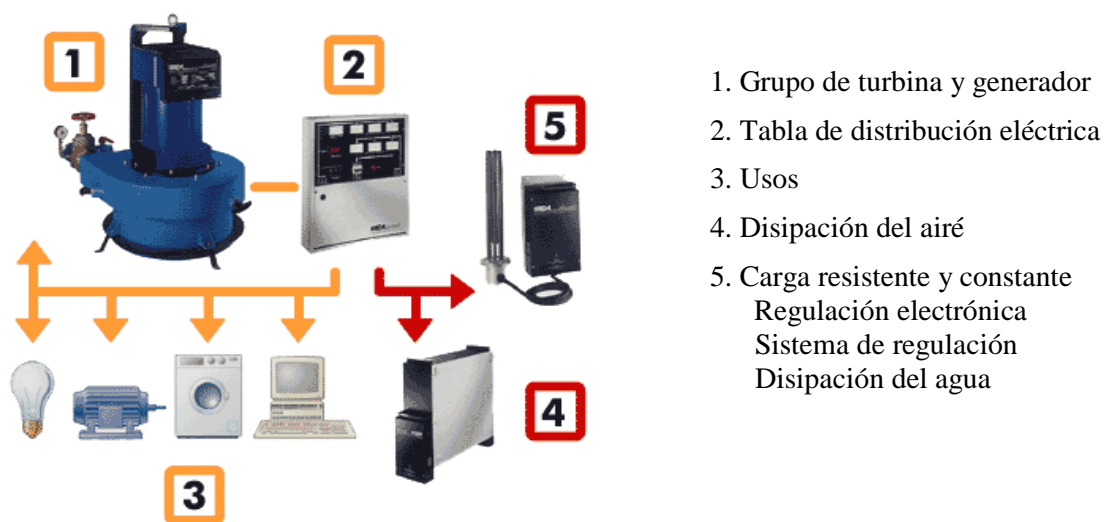 1
2
5
4
3
1. Grupo de turbina y generador
2. Tabla de distribución eléctrica
3. Usos
4. Disipación del airé
5. Carga resistente y constante
Regulación electrónica
Sistema de regulación
Disipación del agua